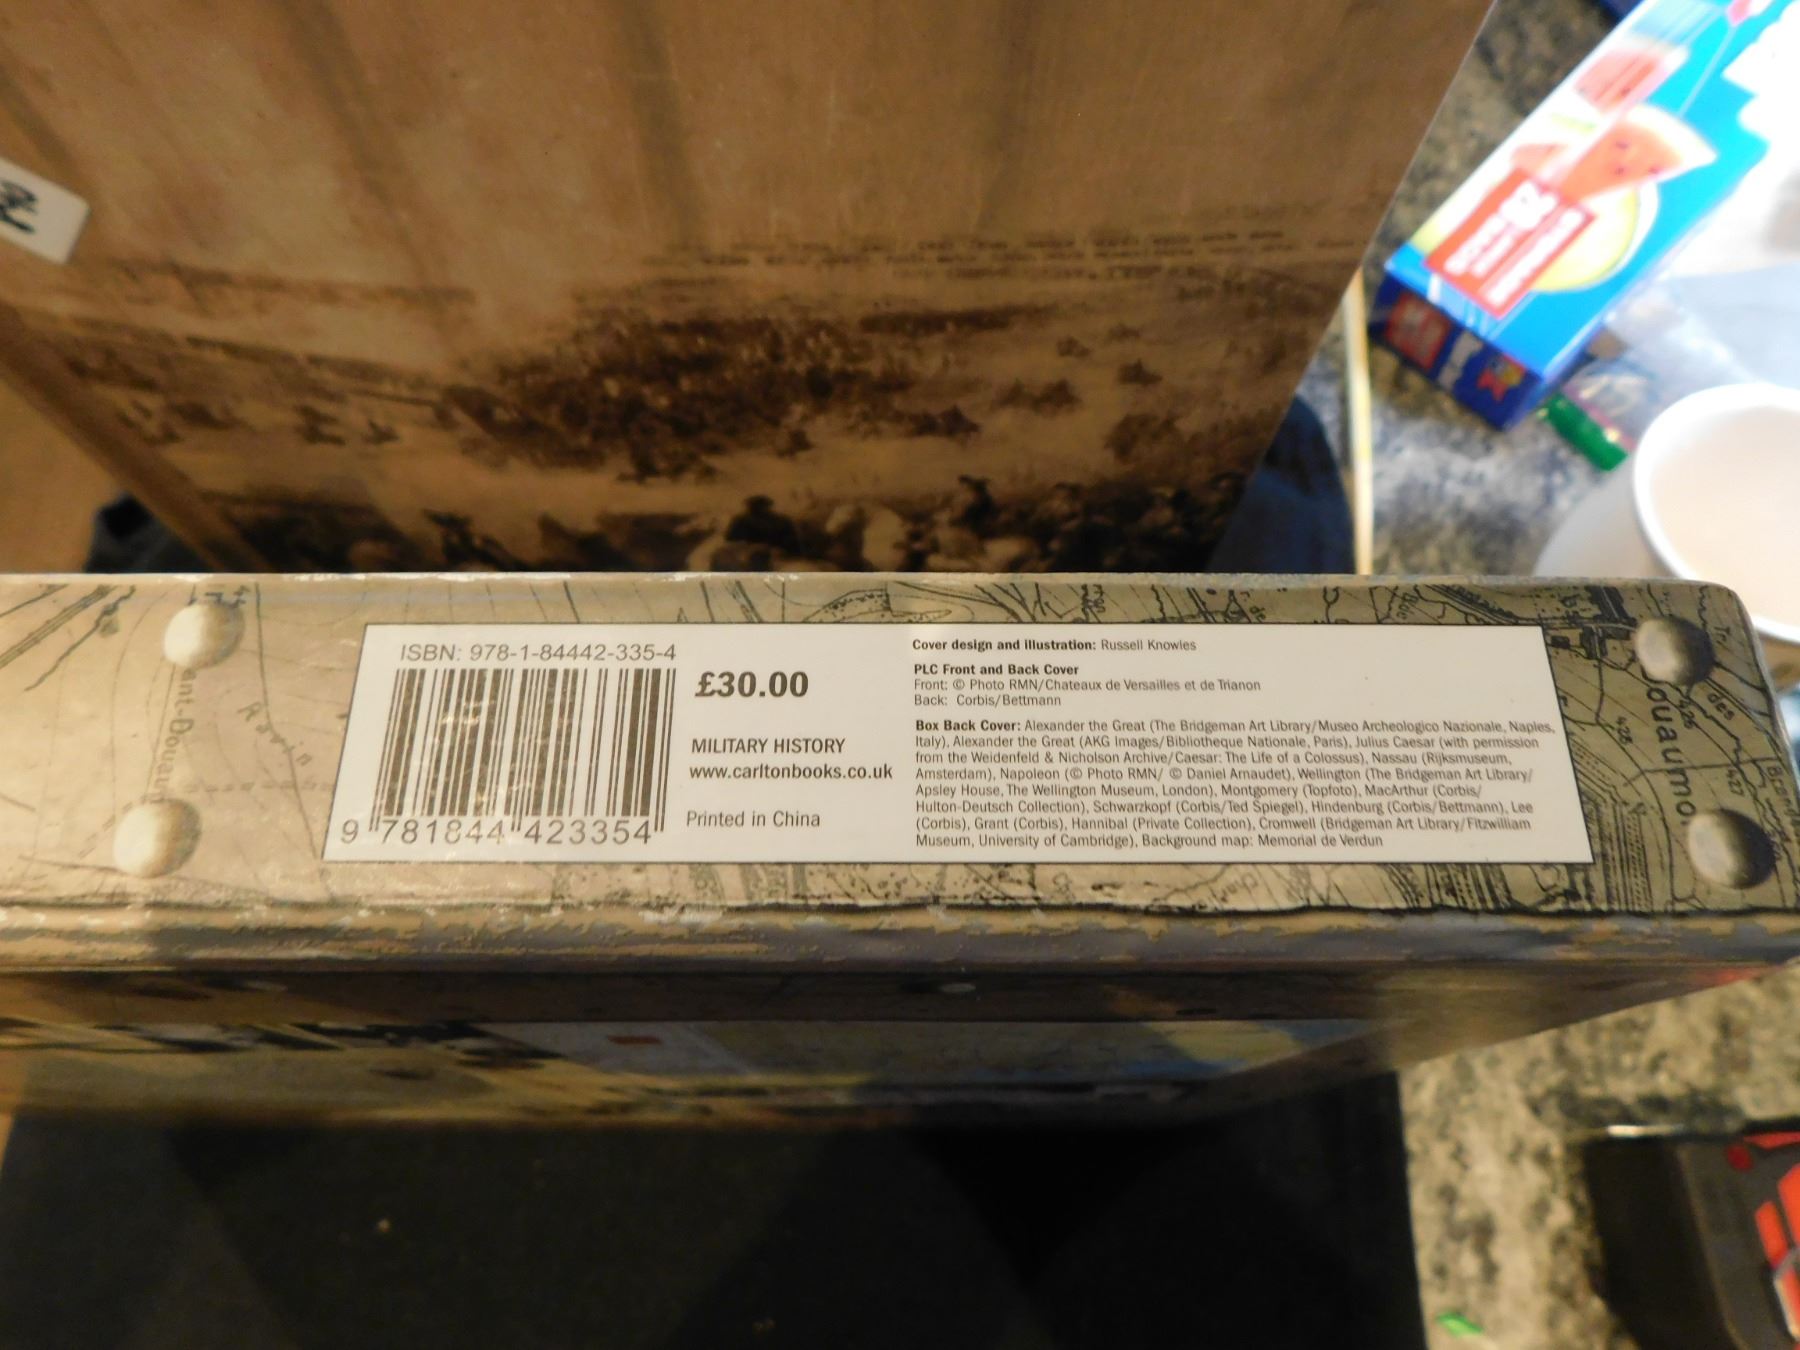 ISBN: 978-1-84442-335-4
£30.00
MILITARY HISTORY
www.carltonbooks.co.uk
Printed in China
9 781844 423354
Cover design and illustration: Russell Knowles
PLC Front and Back Cover
Front: © Photo RMN/Chateaux de Versailles et de Trianon
Back: Corbis/Bettmann
Box Back Cover: Alexander the Great (The Bridgeman Art Library/Museo Archeologico Nazionale, Naples,
Italy), Alexander the Great (AKG Images/Bibliotheque Nationale, Paris), Julius Caesar (with permission
from the Weidenfeld & Nicholson Archive/Caesar: The Life of a Colossus), Nassau (Rijksmuseum,
Amsterdam), Napoleon (© Photo RMN/ © Daniel Arnaudet), Wellington (The Bridgeman Art Library/
Apsley House, The Wellington Museum, London), Montgomery (Topfoto), MacArthur (Corbis/
Hulton-Deutsch Collection), Schwarzkopf (Corbis/Ted Spiegel), Hindenburg (Corbis/Bettmann), Lee
(Corbis), Grant (Corbis), Hannibal (Private Collection), Cromwell (Bridgeman Art Library/Fitzwilliam
Museum, University of Cambridge), Background map: Memorial de Verdun
Ravin
des
426
428
427